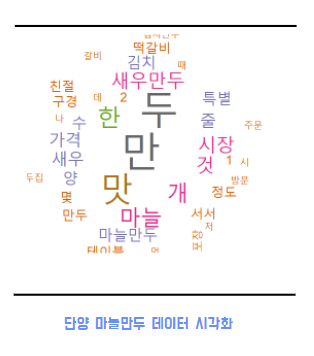 떡갈비
갈비 김치 때
친절 새우만두
구경 데 2 두 특별
나 수 한 줄 주문
가격 만 시장
새우 것 1 시
두집 양 맛 개 방문
몇 정도
만두 마늘 서서
저
마늘만두
테이블
단양 마늘만두 데이터 시각화